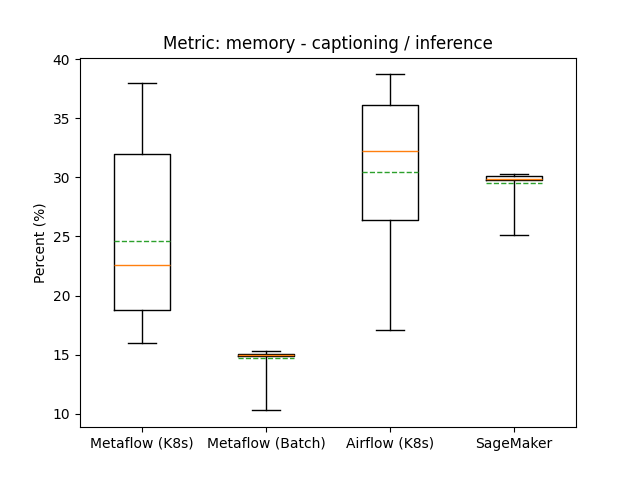 Metric: memory - captioning / inference
40
35
30
25
20
15
10
Percent (%)
Metaflow (K8s) Metaflow (Batch) Airflow (K8s) SageMaker